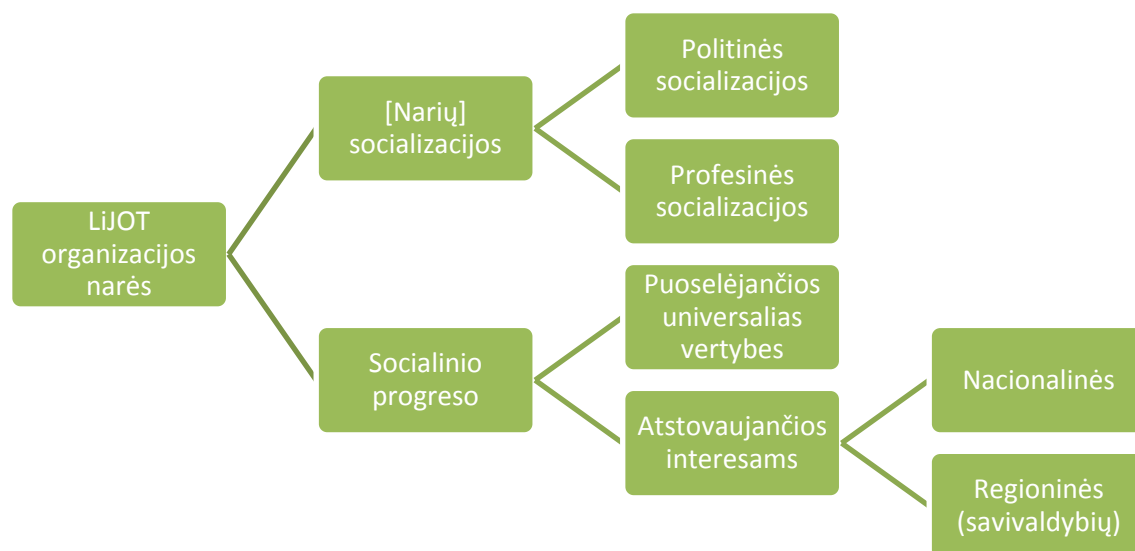 LiJOT
organizacijos
narės
[Narių]
socializacijos
Socialinio
progreso
Politinės
socializacijos
Profesinės
socializacijos
Puoselėjančios
universalias
vertybes
Atstovaujančios
interesams
Nacionalinės
Regioninės
(savivaldybių)